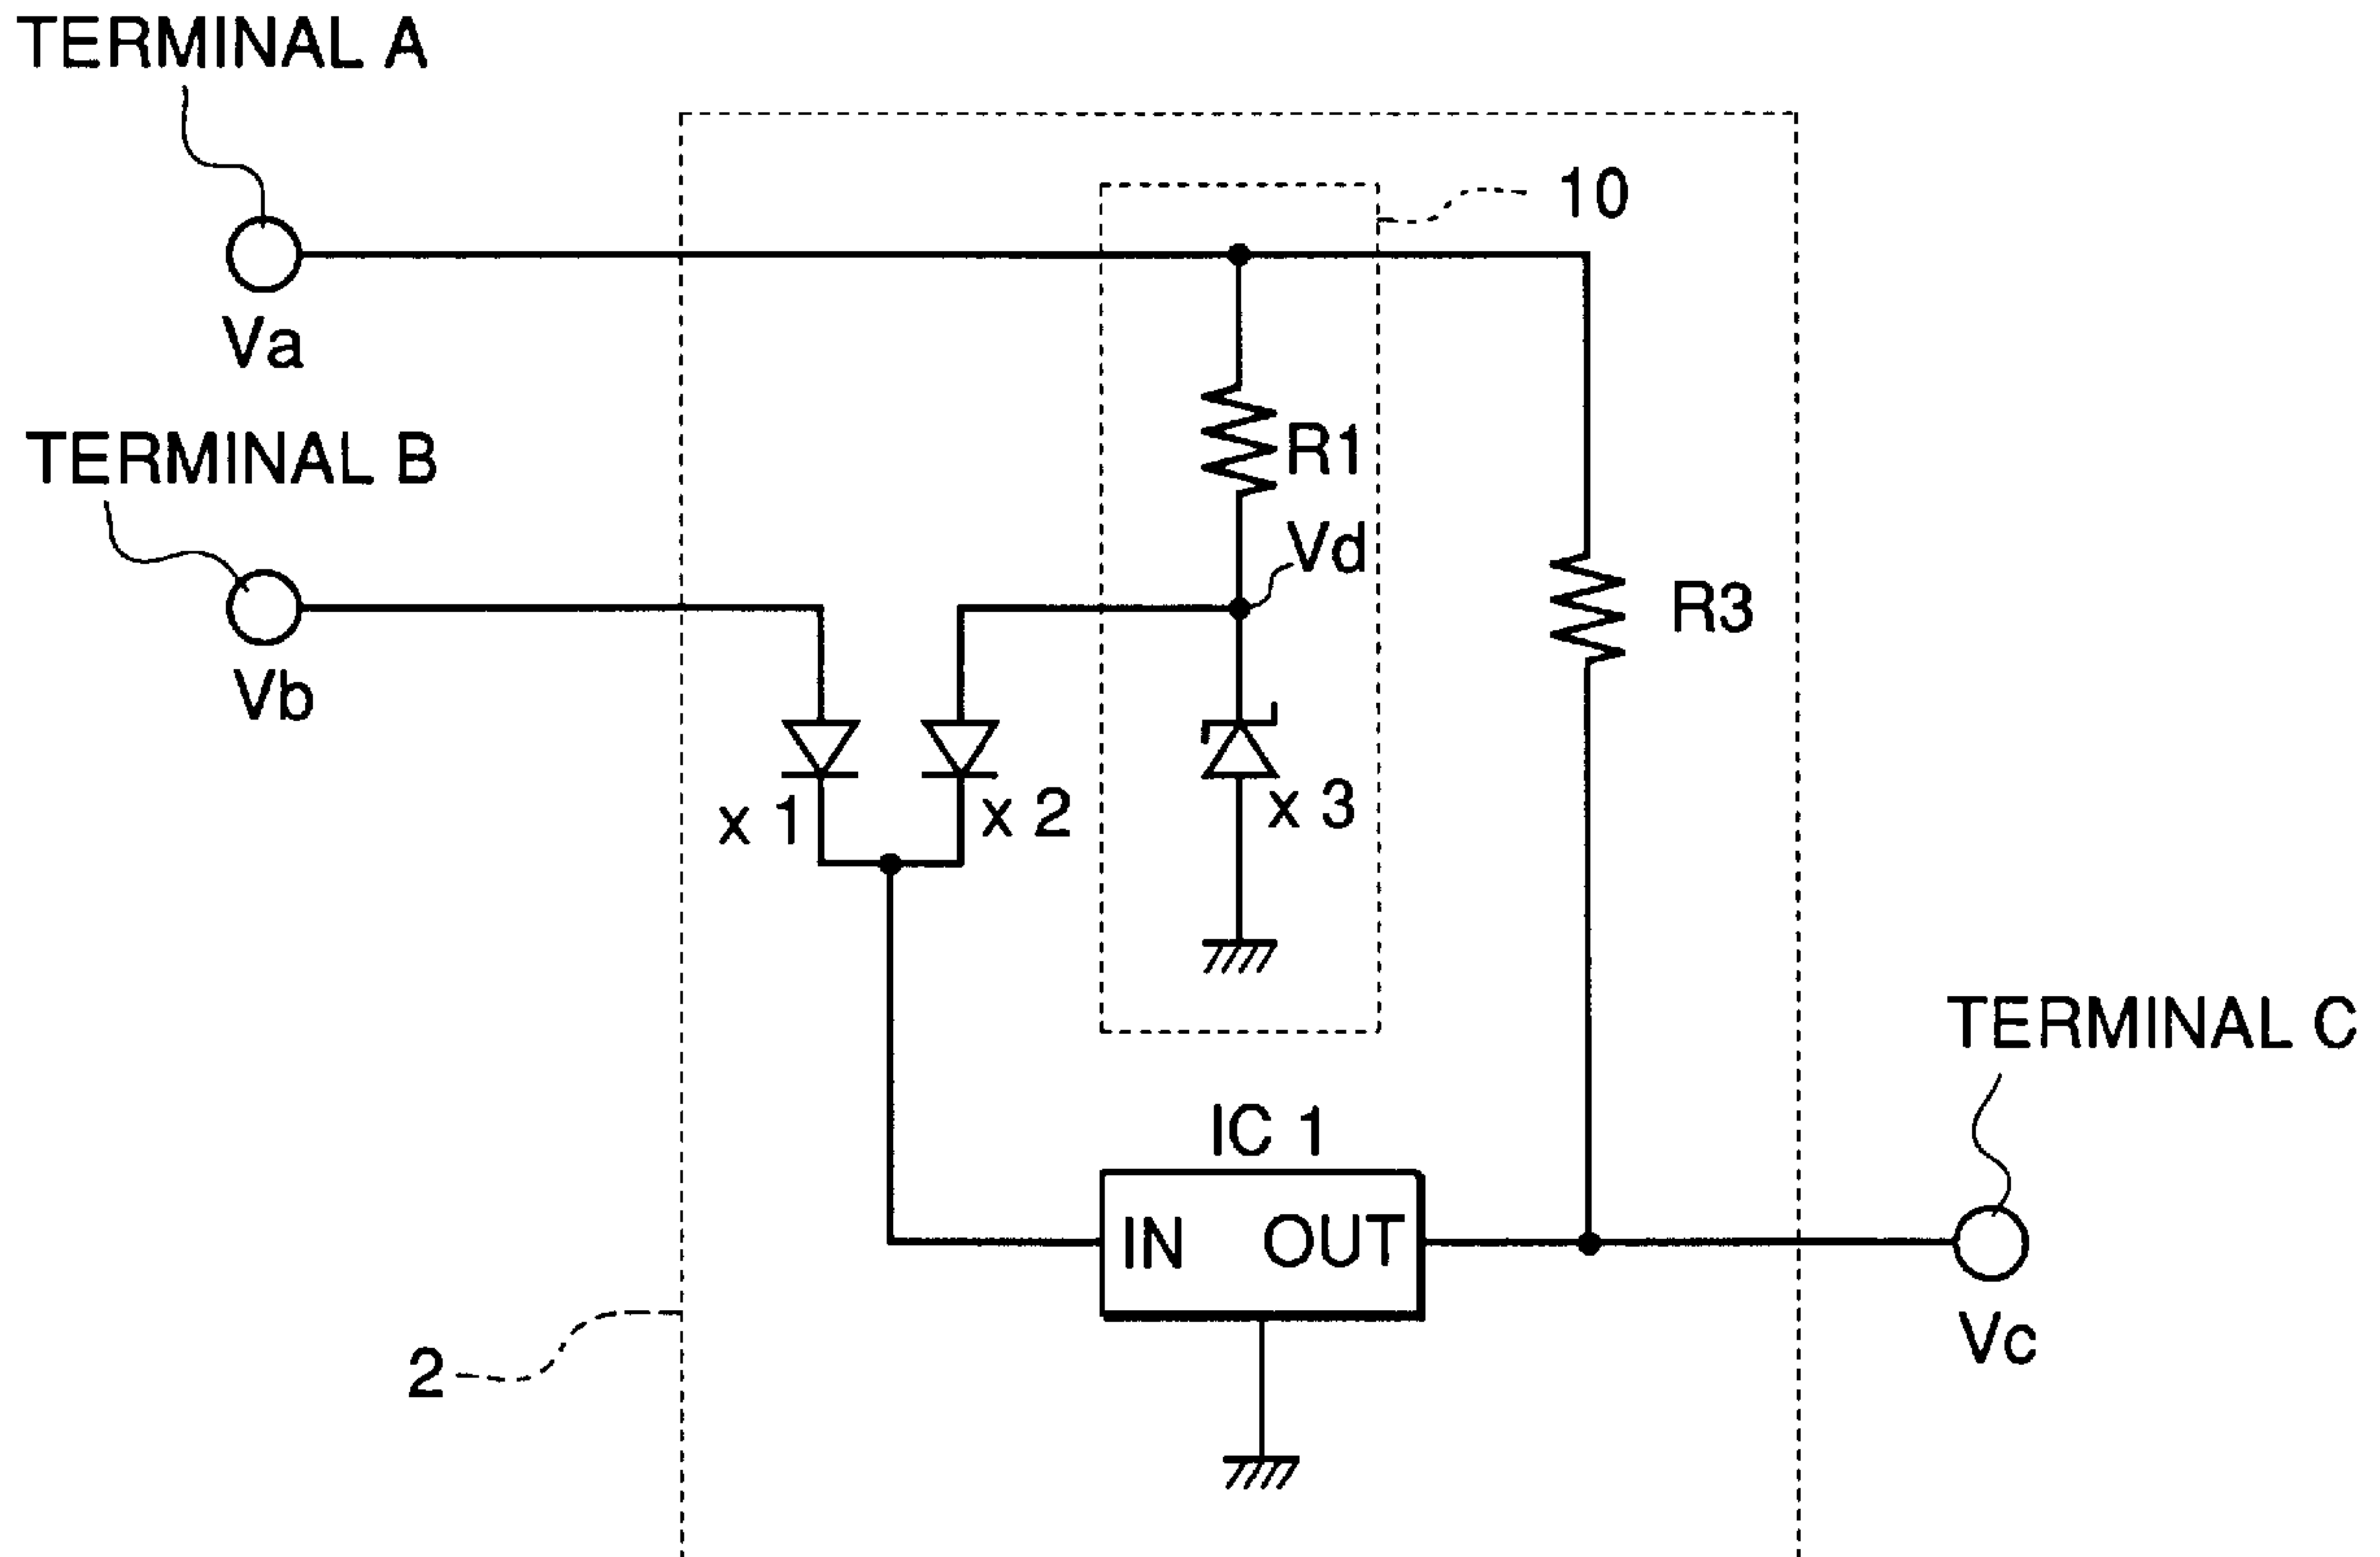 TERMINAL A
10
Va
R1
TERMINAL B
Vd
R3
Vb
x 1
x 2
x 3
TERMINAL C
IC 1
IN OUT
2
Vc